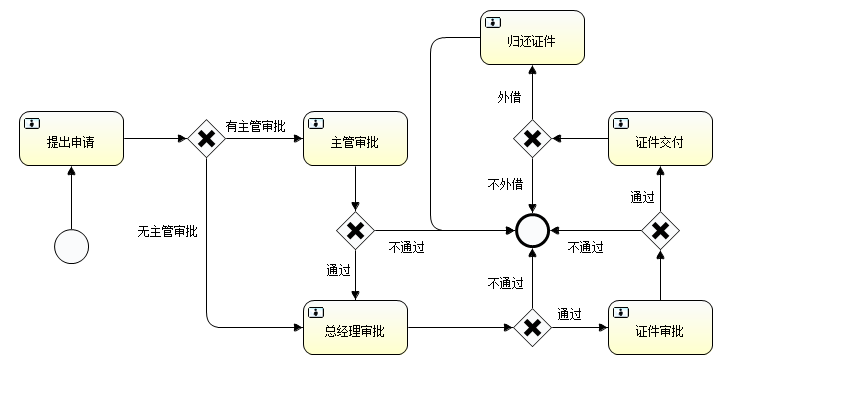 归还证件
外借
提出申请
有主管审批
主管审批
证件交付
不外借
通过
无主管审批
不通过
不通过
通过
不通过
通过
总经理审批
证件审批